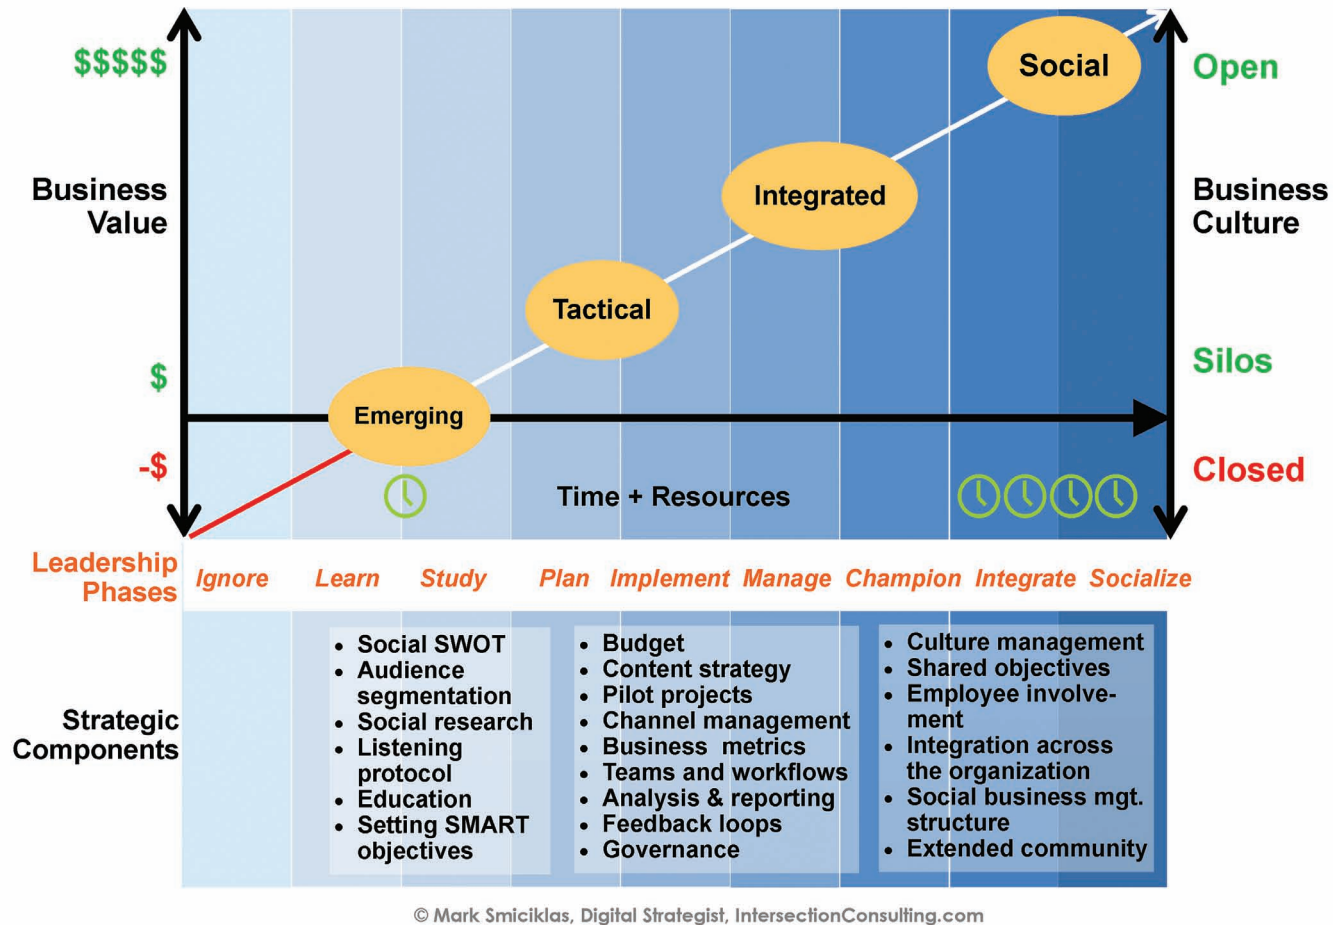 $$$$$
Social
Open
Business
Value
Integrated
Business
Culture
Tactical
$
Silos
Emerging
-$
Closed
Time + Resources
Leadership
Phases
Ignore Learn Study Plan Implement Manage Champion Integrate Socialize
Strategic
Components
• Social SWOT
• Audience
segmentation
• Social research
• Listening
protocol
• Education
• Setting SMART
objectives
• Budget
• Content strategy
• Pilot projects
• Channel management
• Business metrics
• Teams and workflows
• Analysis & reporting
• Feedback loops
• Governance
• Culture management
• Shared objectives
• Employee involve-
ment
• Integration across
the organization
• Social business mgt.
structure
• Extended community
© Mark Smiciklas, Digital Strategist, IntersectionConsulting.com